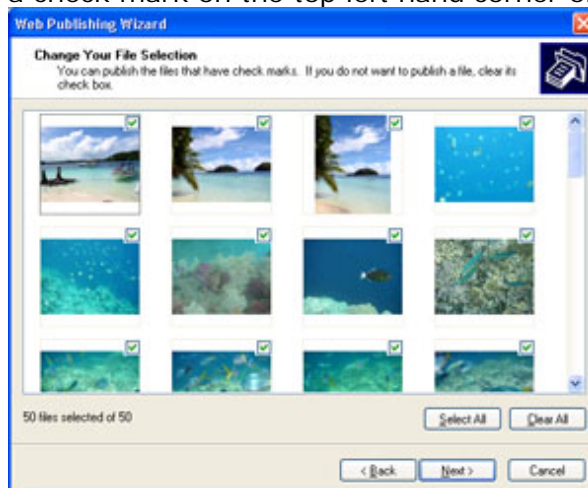 a check mark on the top left hand corner
Web Publishing Wizard
Change Your File Selection
You can publish the files that have check marks. If you do not want to publish a file, clear its
check box.
50 files selected of 50
Select All
Clear All
< Back
Next >
Cancel